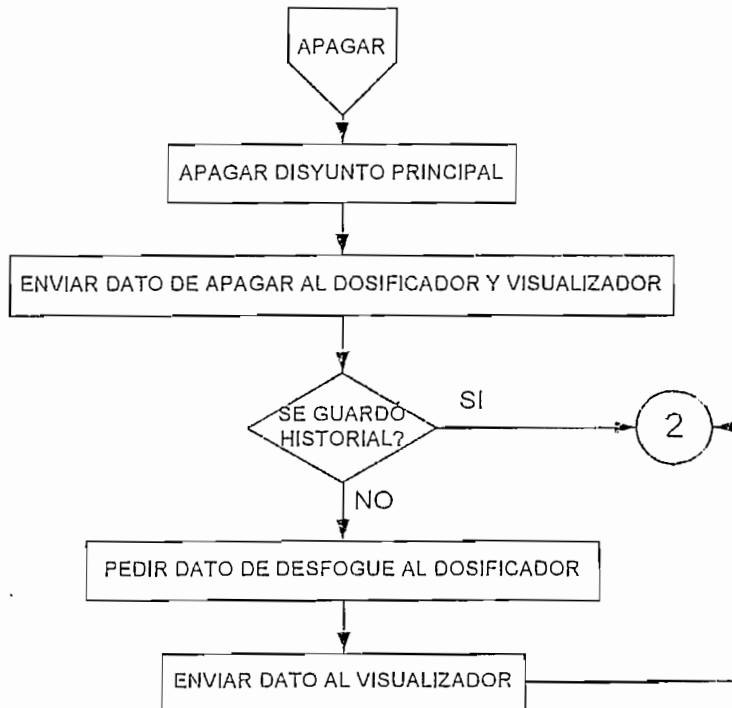 APAGAR
APAGAR DISYUNTO PRINCIPAL
ENVIAR DATO DE APAGAR AL DOSIFICADOR Y VISUALIZADOR
SE GUARDÓ
HISTORIAL?
SI
2
NO
PEDIR DATO DE DESFOGUE AL DOSIFICADOR
ENVIAR DATO AL VISUALIZADOR